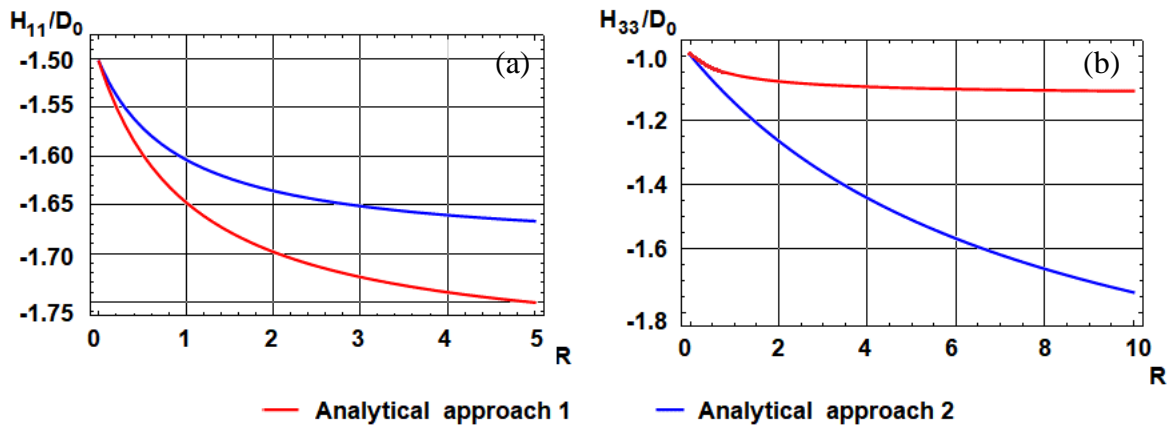 H11/D0
-1.50
-1.55
-1.60
-1.65
-1.70
-1.75
(a)
0 1 2 3 4 5
R
H33/D0
-1.0
-1.2
-1.4
-1.6
-1.8
(b)
0 2 4 6 8 10
R
Analytical approach 1 Analytical approach 2